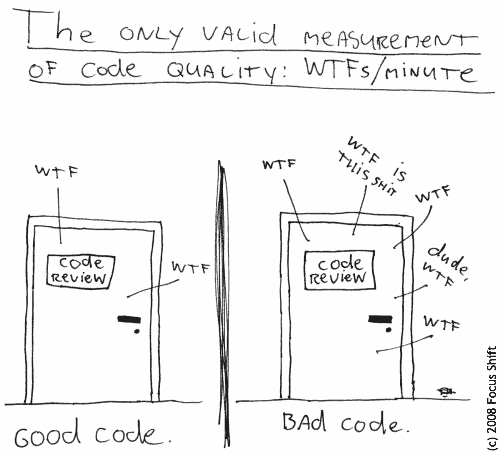 The ONLY VALID MEASUREMENT
OF Code QUALITY: WTFs/MINUTE
WTF
Code
REVIEW
WTF
GOOD CODE.
WTF
WTF is
THIS SHIT
WTF
Code
REVIEW
dude,
WTF
WTF
BAd Code.
(c) 2008 Focus Shift